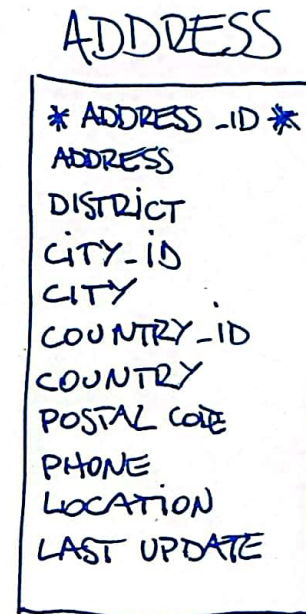 ADDRESS
* ADDRESS_ID *
ADDRESS
DISTRICT
CITY_ID
CITY
COUNTRY_ID
COUNTRY
POSTAL CODE
PHONE
LOCATION
LAST UPDATE